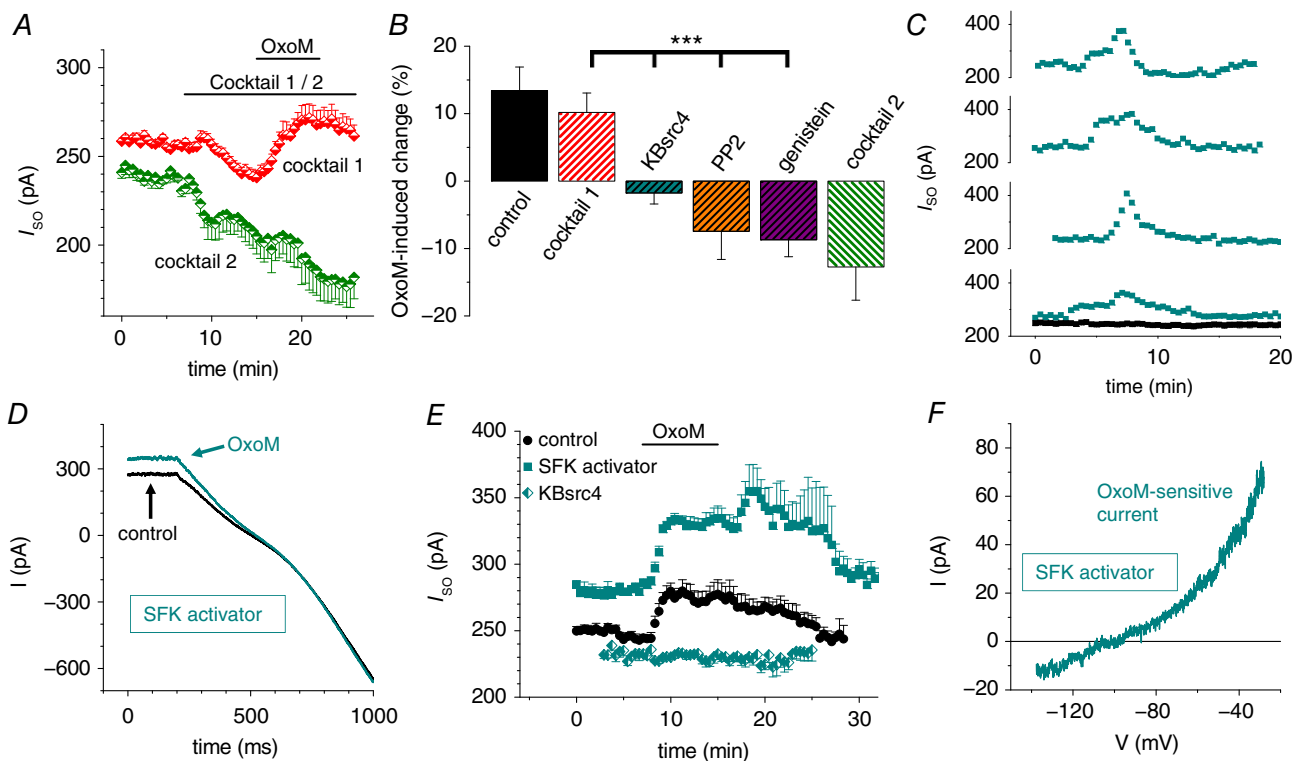 A
OxoM
Cocktail 1 / 2
300
250
200
I_SO (pA)
cocktail 1
cocktail 2
0 10 20
time (min)
B
***
20
10
0
−10
−20
OxoM-induced change (%)
control
cocktail 1
KBsrc4
PP2
genistein
cocktail 2
C
400
200
400
200
400
200
400
200
I_SO (pA)
0 10 20
time (min)
D
300
0
−300
−600
I (pA)
OxoM
control
SFK activator
0 500 1000
time (ms)
E
OxoM
control
SFK activator
KBsrc4
400
350
300
250
200
I_SO (pA)
0 10 20 30
time (min)
F
80
60
40
20
0
−20
I (pA)
OxoM-sensitive
current
SFK activator
−120 −80 −40
V (mV)